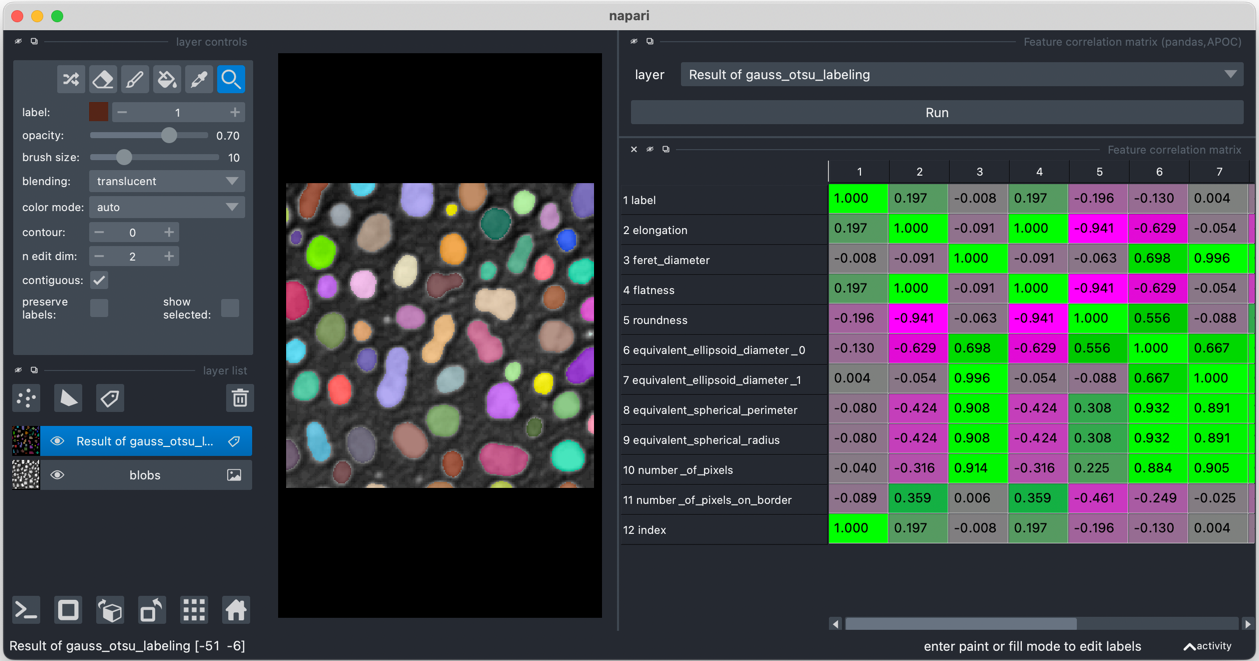 napari
layer controls
label: 1
opacity: 0.70
brush size: 10
blending: translucent
color mode: auto
contour: 0
n edit dim: 2
contiguous:
preserve labels:
show selected:
layer list
Result of gauss_otsu_l...
blobs
Result of gauss_otsu_labeling [-51 -6]
Feature correlation matrix (pandas,APOC)
layer Result of gauss_otsu_labeling
Run
Feature correlation matrix
1 2 3 4 5 6 7
1 label 1.000 0.197 -0.008 0.197 -0.196 -0.130 0.004
2 elongation 0.197 1.000 -0.091 1.000 -0.941 -0.629 -0.054
3 feret_diameter -0.008 -0.091 1.000 -0.091 -0.063 0.698 0.996
4 flatness 0.197 1.000 -0.091 1.000 -0.941 -0.629 -0.054
5 roundness -0.196 -0.941 -0.063 -0.941 1.000 0.556 -0.088
6 equivalent_ellipsoid_diameter_0 -0.130 -0.629 0.698 -0.629 0.556 1.000 0.667
7 equivalent_ellipsoid_diameter_1 0.004 -0.054 0.996 -0.054 -0.088 0.667 1.000
8 equivalent_spherical_perimeter -0.080 -0.424 0.908 -0.424 0.308 0.932 0.891
9 equivalent_spherical_radius -0.080 -0.424 0.908 -0.424 0.308 0.932 0.891
10 number_of_pixels -0.040 -0.316 0.914 -0.316 0.225 0.884 0.905
11 number_of_pixels_on_border -0.089 0.359 0.006 0.359 -0.461 -0.249 -0.025
12 index 1.000 0.197 -0.008 0.197 -0.196 -0.130 0.004
enter paint or fill mode to edit labels
activity